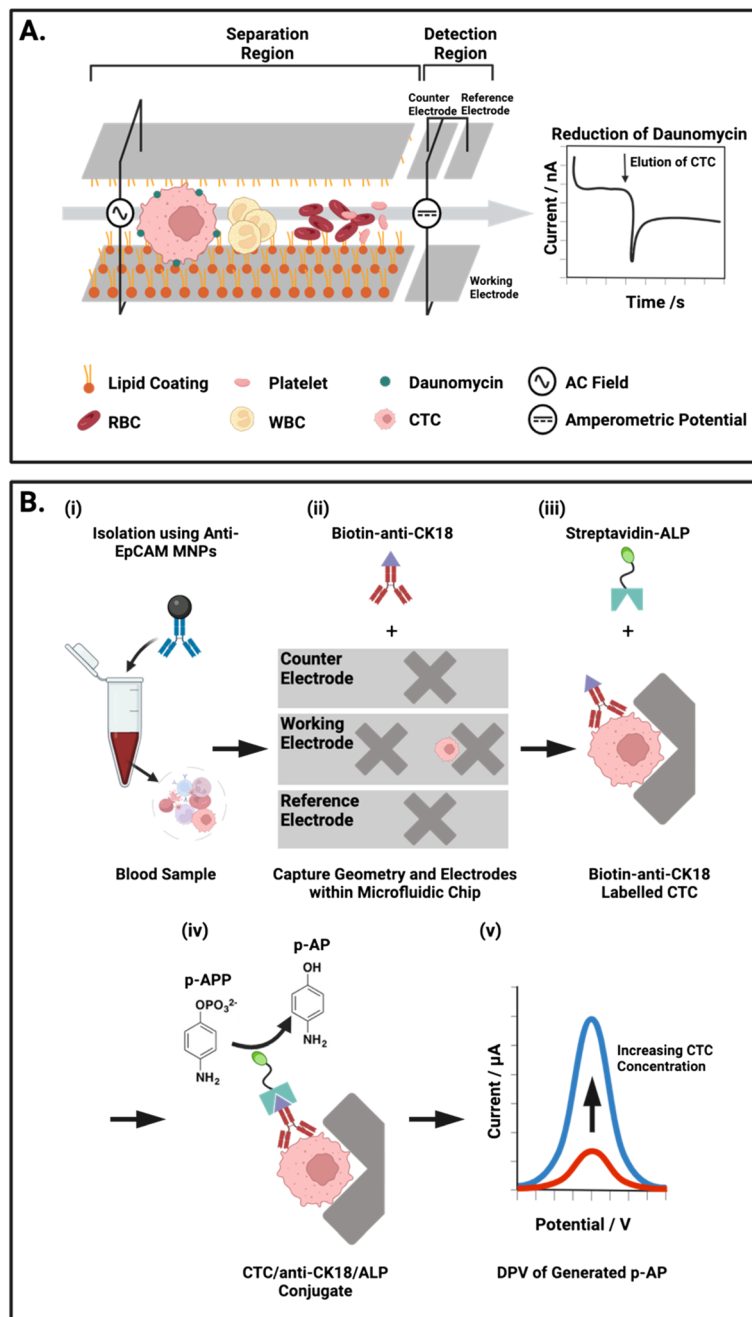 A.
Separation
Region
Detection
Region
Counter
Electrode
Reference
Electrode
Working
Electrode
Reduction of Daunomycin
Elution of CTC
Current / nA
Time /s
Lipid Coating
Platelet
Daunomycin
AC Field
RBC
WBC
CTC
Amperometric Potential
B.
(i)
Isolation using Anti-
EpCAM MNPs
Blood Sample
(ii)
Biotin-anti-CK18
+
Counter
Electrode
Working
Electrode
Reference
Electrode
Capture Geometry and Electrodes
within Microfluidic Chip
(iii)
Streptavidin-ALP
+
Biotin-anti-CK18
Labelled CTC
(iv)
p-APP
OPO₃²⁻
NH₂
p-AP
OH
NH₂
CTC/anti-CK18/ALP
Conjugate
(v)
Current / µA
Increasing CTC
Concentration
Potential / V
DPV of Generated p-AP